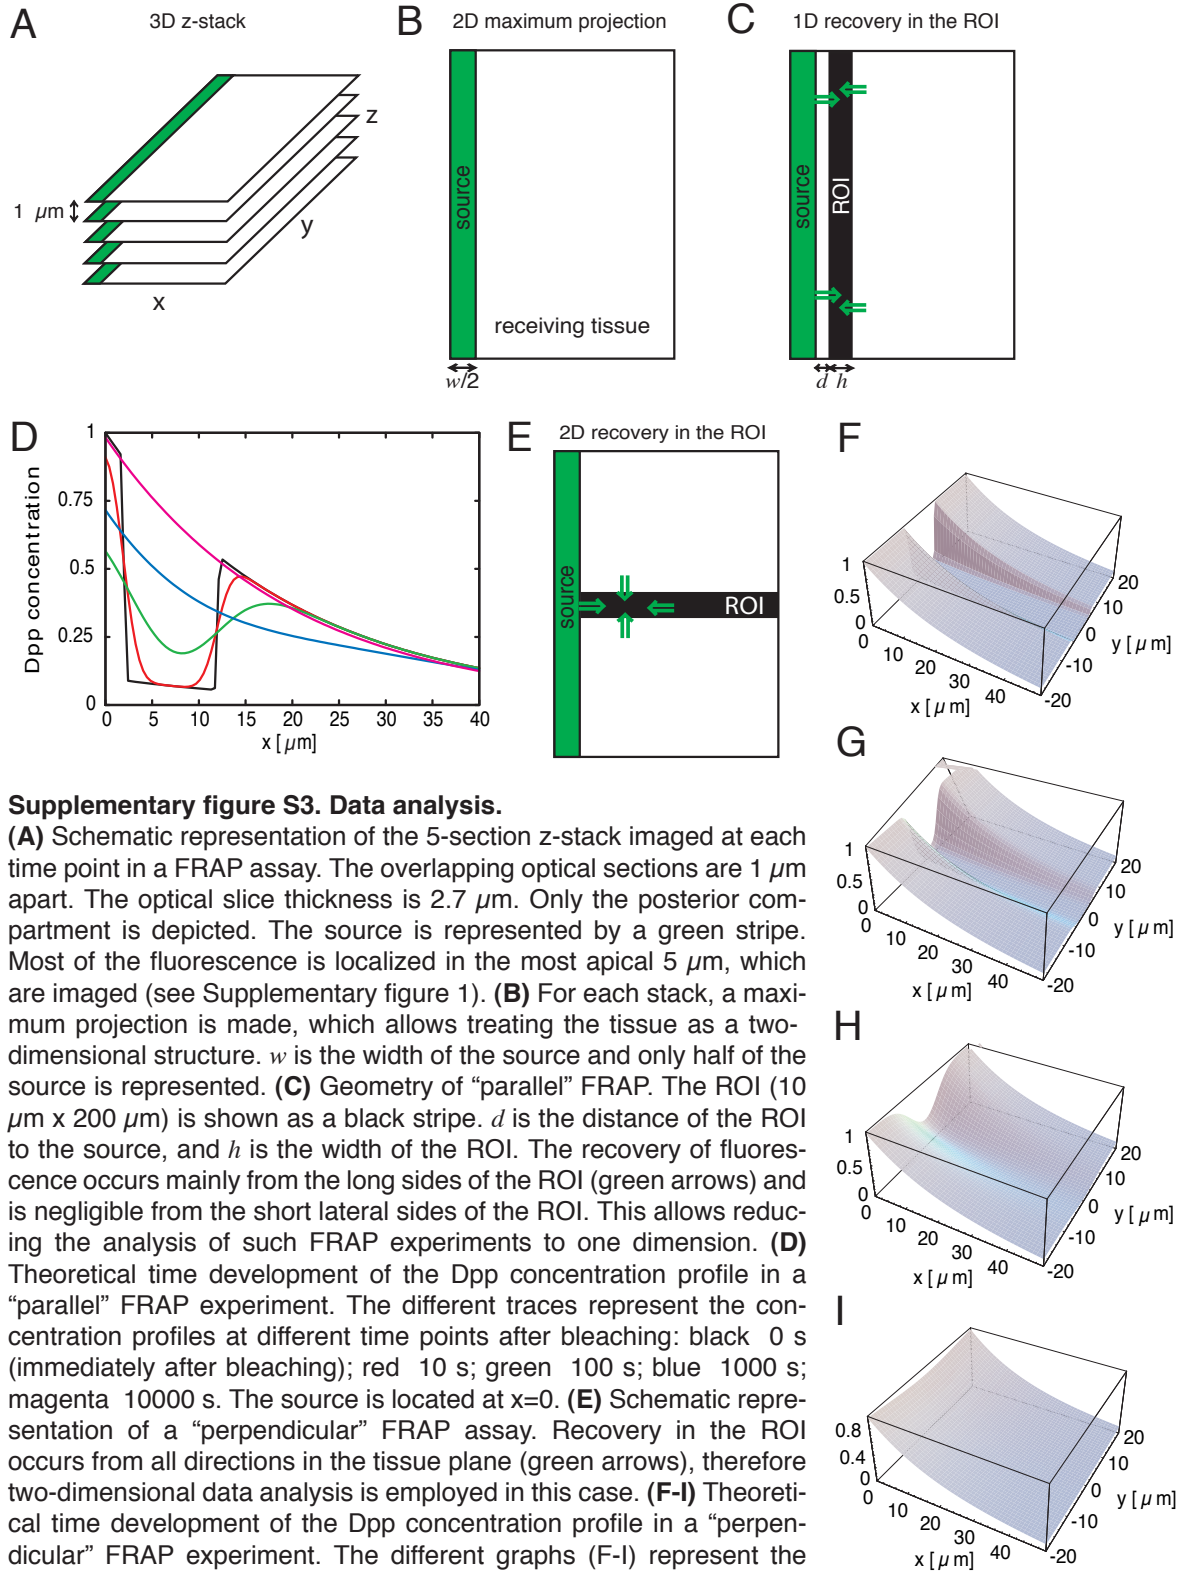 A
3D z-stack
1 µm
x
y
z
B
2D maximum projection
source
receiving tissue
w/2
C
1D recovery in the ROI
source
ROI
d
h
D
Dpp concentration
1
0.75
0.5
0.25
0
0 5 10 15 20 25 30 35 40
x [ µm]
E
2D recovery in the ROI
source
ROI
F
1
0.5
0
0
10
20
30
40
x [ µ m]
20
10
0
-10
-20
y [ µ m]
G
1
0.5
0
0
10
20
30
40
x [ µ m]
20
10
0
-10
-20
y [ µ m]
H
1
0.5
0
0
10
20
30
40
x [ µ m]
20
10
0
-10
-20
y [ µ m]
I
0.8
0.4
0
0
10
20
30
40
x [ µ m]
20
10
0
-10
-20
y [ µ m]
Supplementary figure S3. Data analysis.
(A) Schematic representation of the 5-section z-stack imaged at each
time point in a FRAP assay. The overlapping optical sections are 1 µm
apart. The optical slice thickness is 2.7 µm. Only the posterior com-
partment is depicted. The source is represented by a green stripe.
Most of the fluorescence is localized in the most apical 5 µm, which
are imaged (see Supplementary figure 1). (B) For each stack, a maxi-
mum projection is made, which allows treating the tissue as a two-
dimensional structure. w is the width of the source and only half of the
source is represented. (C) Geometry of “parallel” FRAP. The ROI (10
µm x 200 µm) is shown as a black stripe. d is the distance of the ROI
to the source, and h is the width of the ROI. The recovery of fluores-
cence occurs mainly from the long sides of the ROI (green arrows) and
is negligible from the short lateral sides of the ROI. This allows reduc-
ing the analysis of such FRAP experiments to one dimension. (D)
Theoretical time development of the Dpp concentration profile in a
“parallel” FRAP experiment. The different traces represent the con-
centration profiles at different time points after bleaching: black 0 s
(immediately after bleaching); red 10 s; green 100 s; blue 1000 s;
magenta 10000 s. The source is located at x=0. (E) Schematic repre-
sentation of a “perpendicular” FRAP assay. Recovery in the ROI
occurs from all directions in the tissue plane (green arrows), therefore
two-dimensional data analysis is employed in this case. (F-I) Theoreti-
cal time development of the Dpp concentration profile in a “perpen-
dicular” FRAP experiment. The different graphs (F-I) represent the